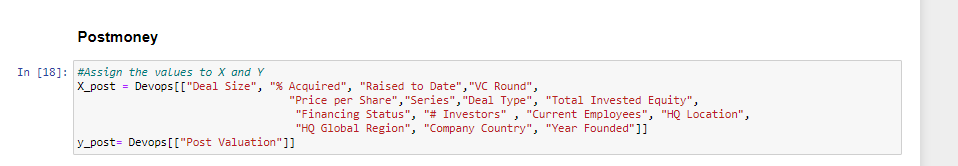 Postmoney
In [18]: #Assign the values to X and Y
X_post = Devops[["Deal Size", "% Acquired", "Raised to Date","VC Round",
"Price per Share","Series","Deal Type", "Total Invested Equity",
"Financing Status", "# Investors" , "Current Employees", "HQ Location",
"HQ Global Region", "Company Country", "Year Founded"]]
y_post= Devops[["Post Valuation"]]